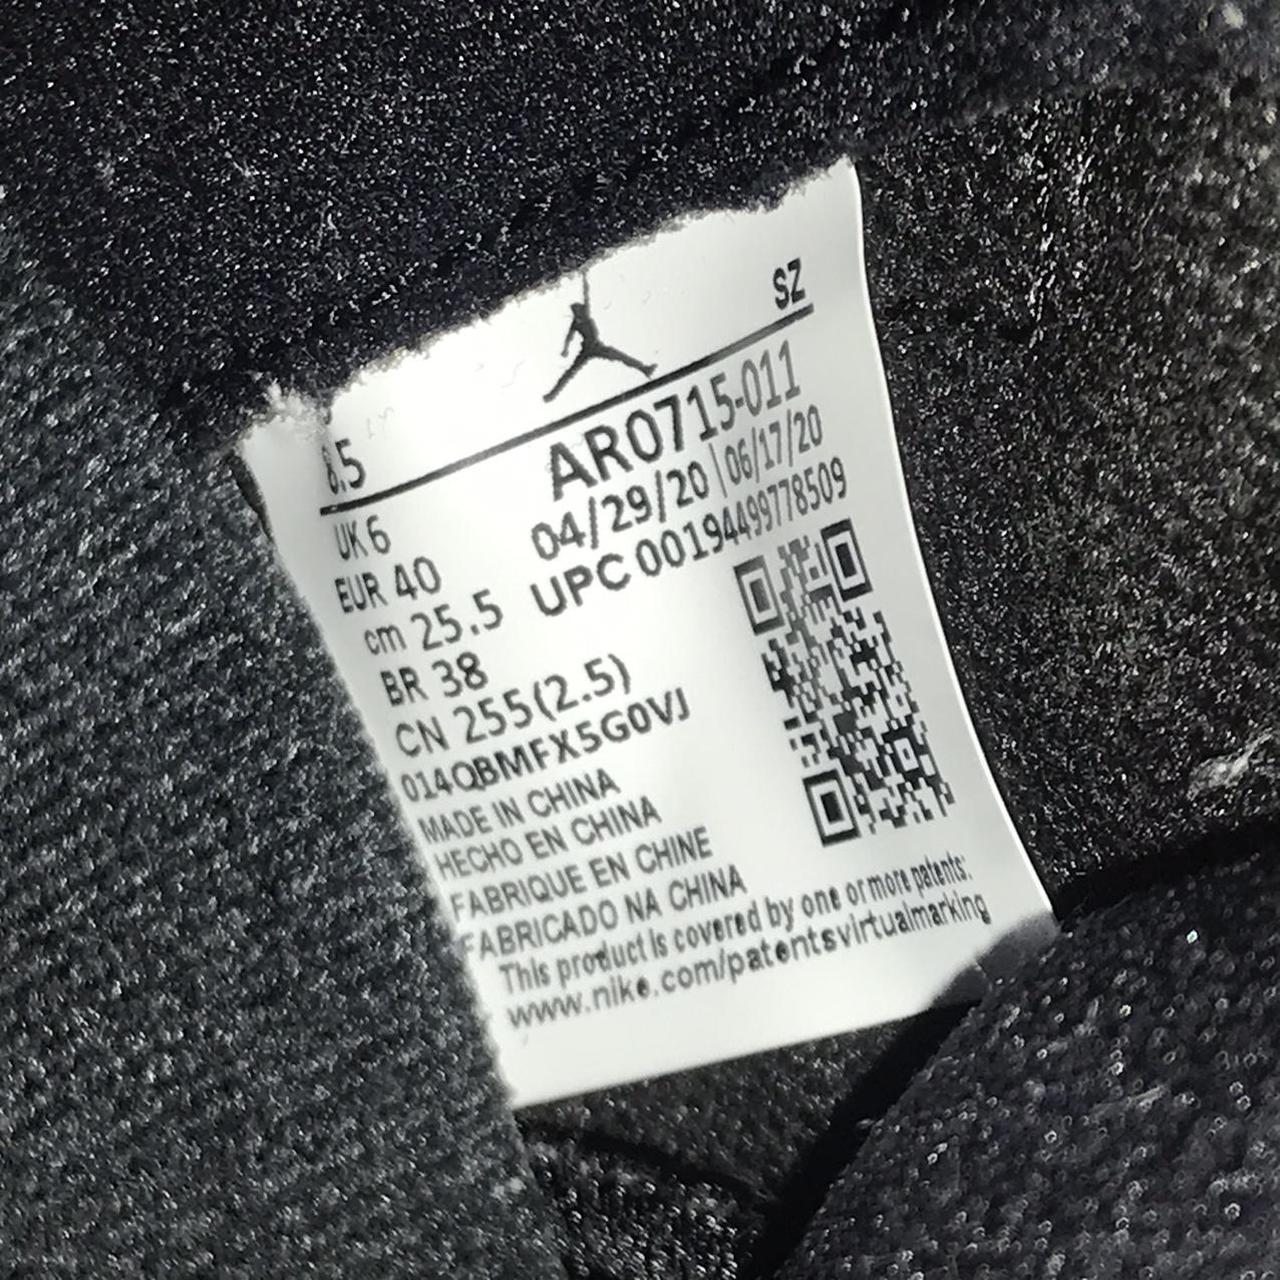 SZ
8.5
AR0715-011
04/29/20 | 06/17/20
UPC 00194499778509
UK 6
EUR 40
cm 25.5
BR 38
CN 255(2.5)
014QBMFX5G0VJ
MADE IN CHINA
HECHO EN CHINA
FABRIQUE EN CHINE
FABRICADO NA CHINA
This product is covered by one or more patents:
www.nike.com/patentsvirtualmarking